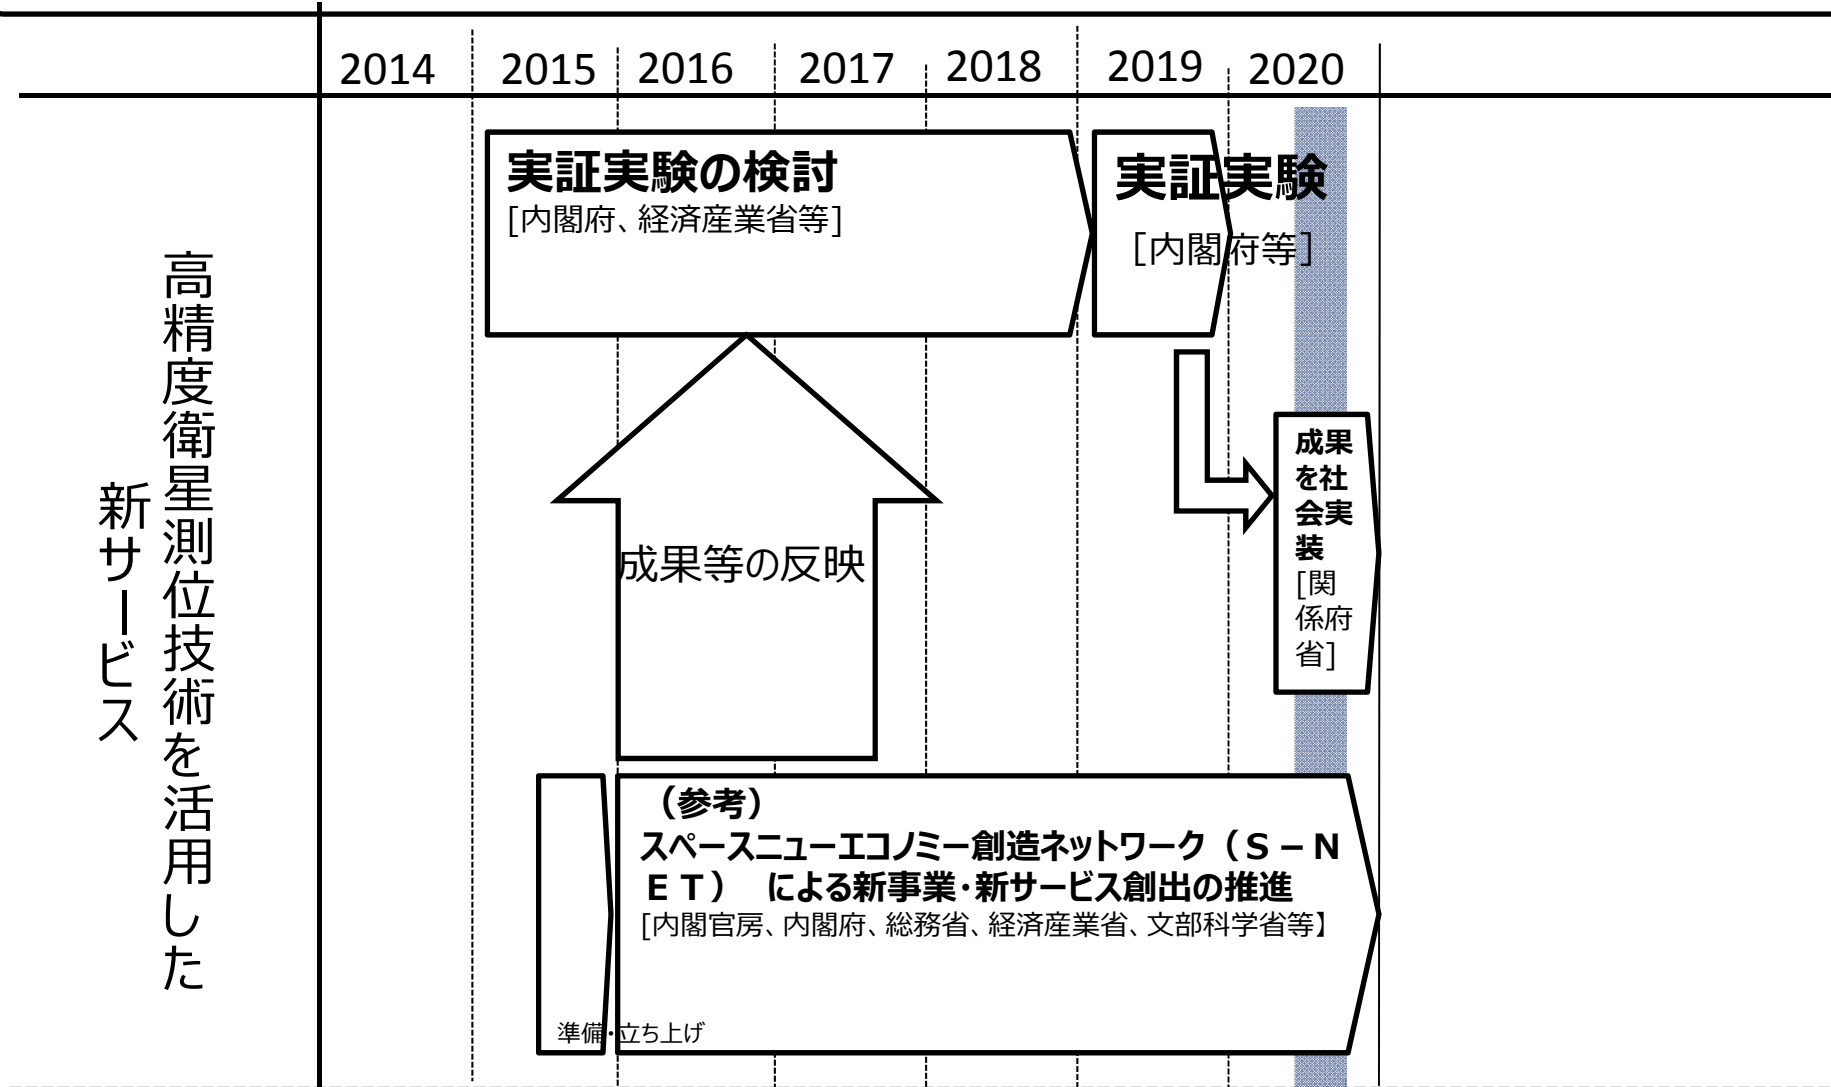 2014 2015 2016 2017 2018 2019 2020
高精度衛星測位技術を活用した
新サービス
実証実験の検討
[内閣府、経済産業省等]
実証実験
[内閣府等]
成果
を社
会実
装
[関
係府
省]
成果等の反映
（参考）
スペースニューエコノミー創造ネットワーク（Ｓ－Ｎ
ＥＴ）　による新事業・新サービス創出の推進
[内閣官房、内閣府、総務省、経済産業省、文部科学省等】
準備・立ち上げ